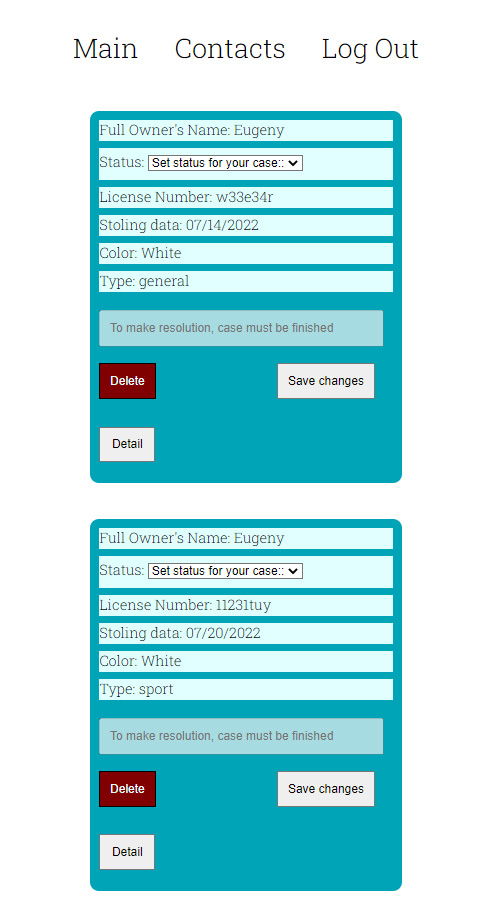 Main Contacts Log Out
Full Owner's Name: Eugeny
Status: Set status for your case::
License Number: w33e34r
Stoling data: 07/14/2022
Color: White
Type: general
To make resolution, case must be finished
Delete Save changes
Detail
Full Owner's Name: Eugeny
Status: Set status for your case::
License Number: 11231tuy
Stoling data: 07/20/2022
Color: White
Type: sport
To make resolution, case must be finished
Delete Save changes
Detail